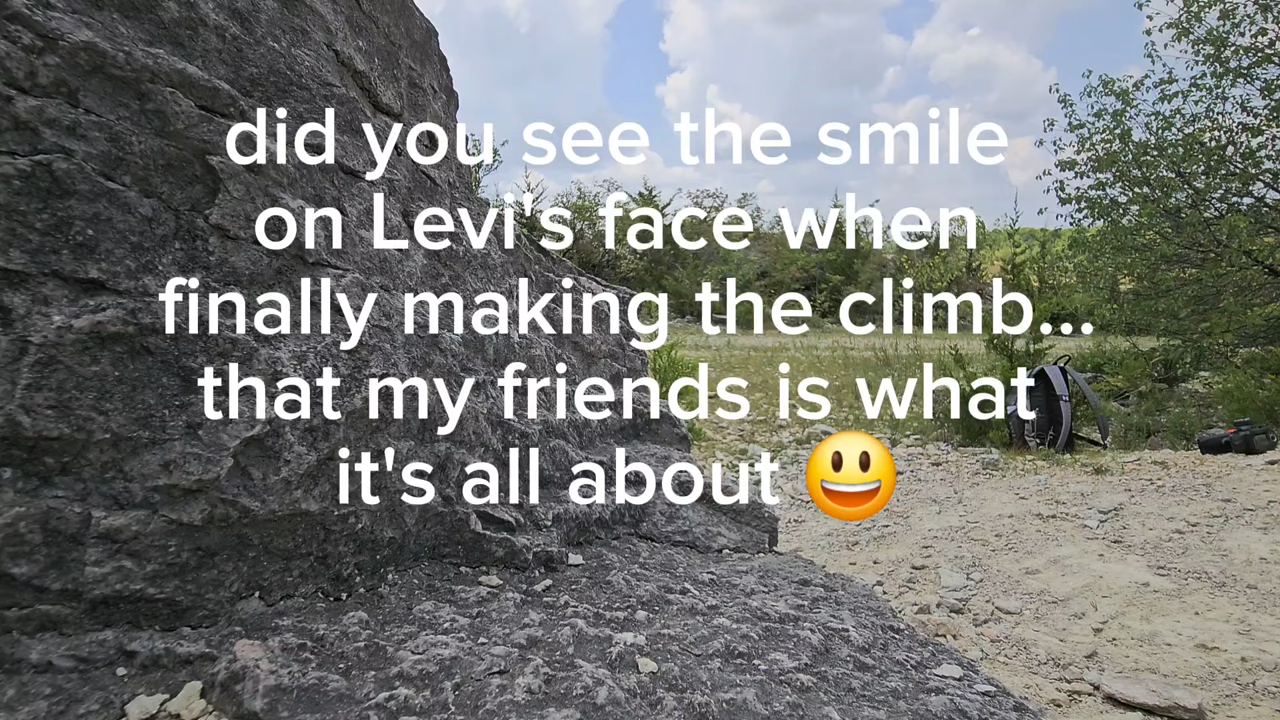 did you see the smile
on Levi's face when
finally making the climb...
that my friends is what
it's all about 😃